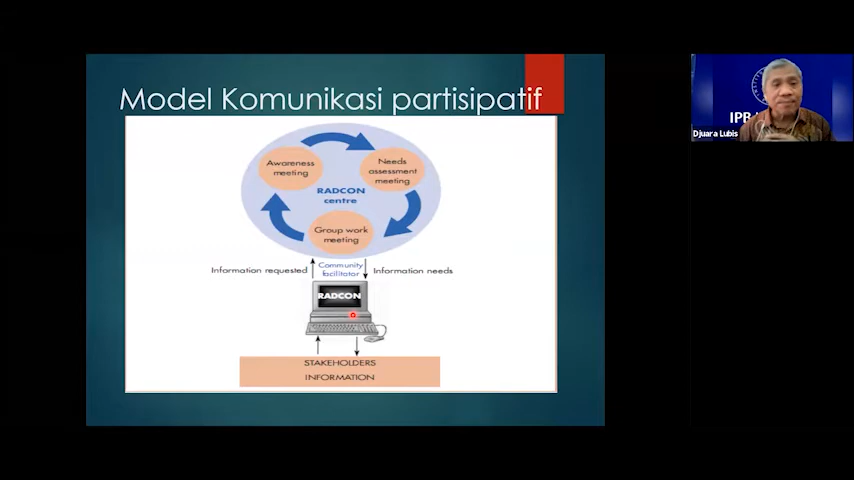 Model Komunikasi partisipatif
Awareness
meeting
Needs
assessment
meeting
RADCON
centre
Group work
meeting
Information requested
Community
facilitator
Information needs
RADCON
STAKEHOLDERS
INFORMATION
Djuara Lubis